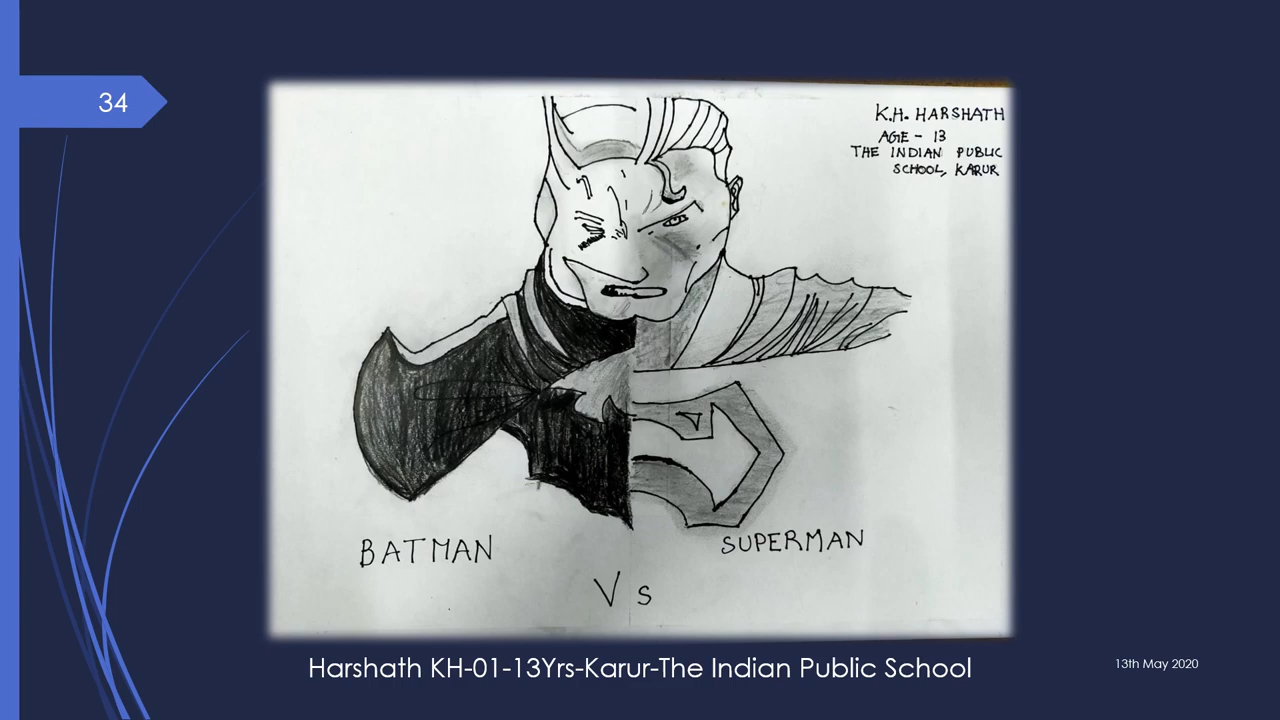 34
K.H. HARSHATH
AGE - 13
THE INDIAN PUBLIC
SCHOOL, KARUR
BATMAN
SUPERMAN
Vs
Harshath KH-01-13Yrs-Karur-The Indian Public School
13th May 2020